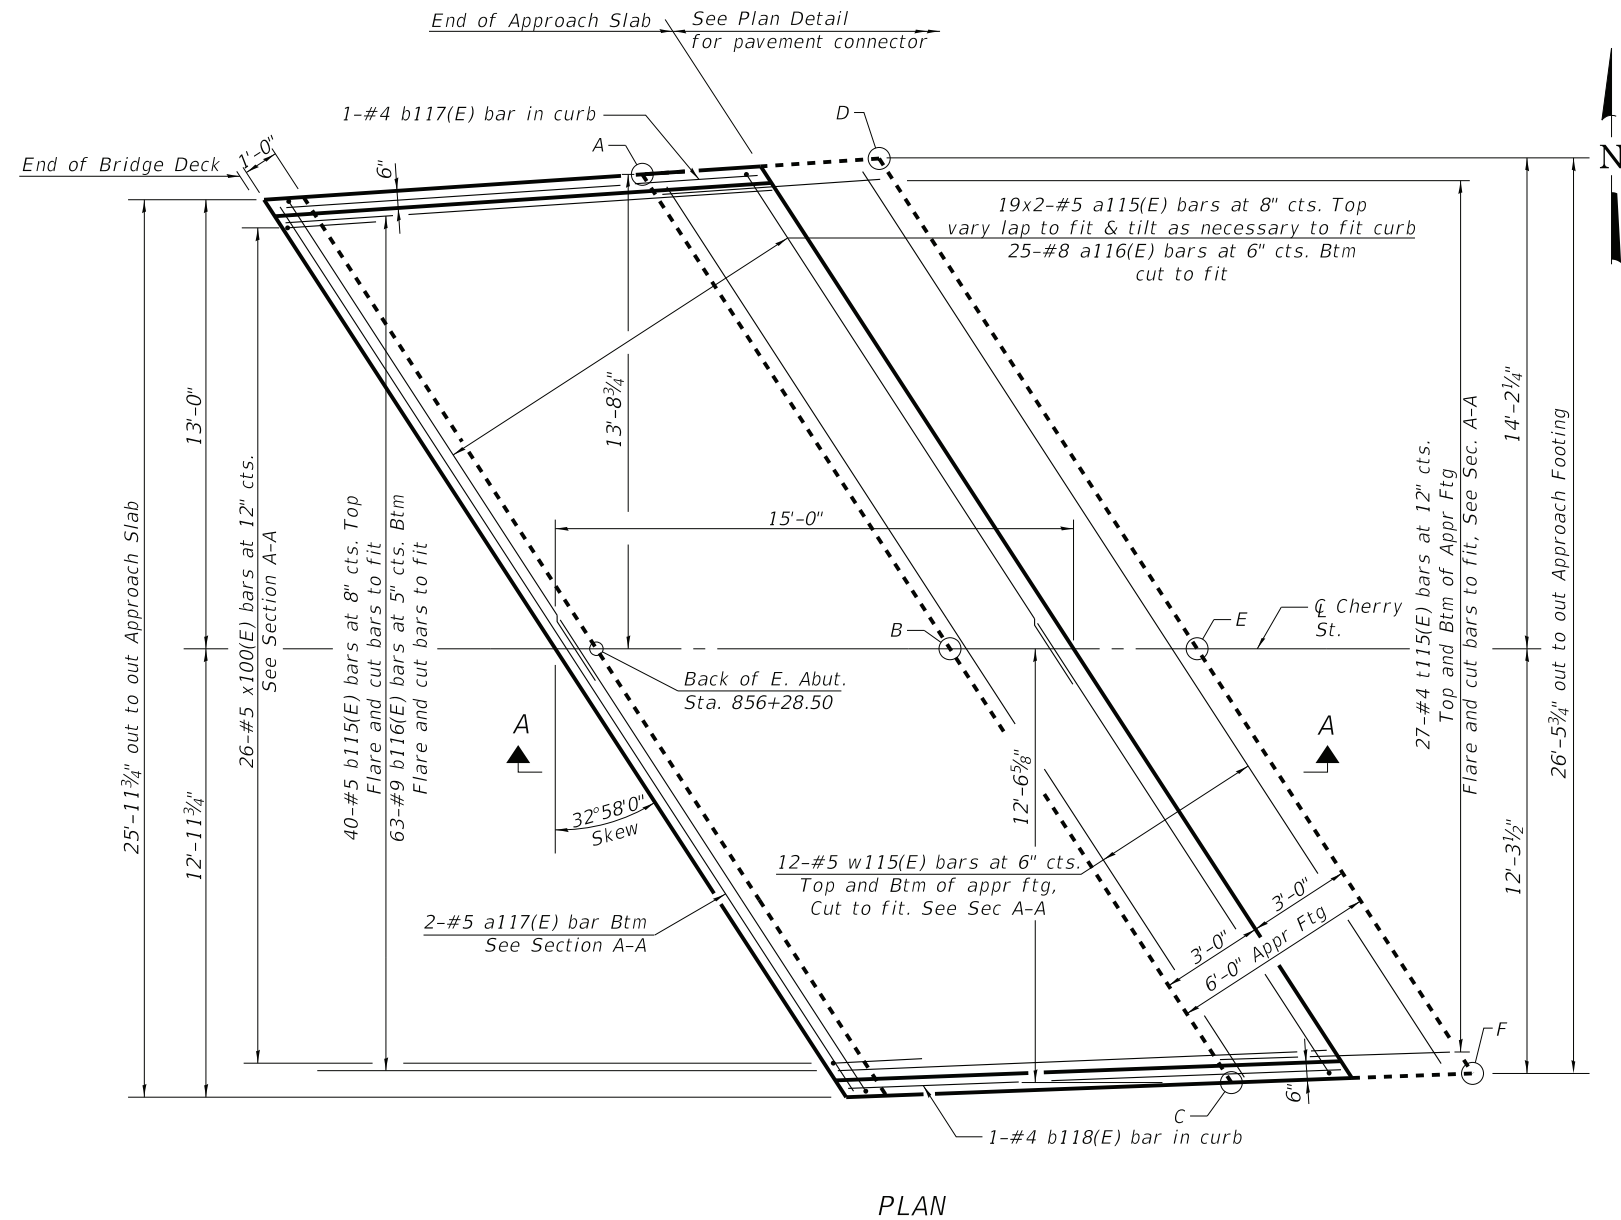 End of Approach Slab
See Plan Detail
for pavement connector
1-#4 b117(E) bar in curb
D
A
N
End of Bridge Deck
1'-0"
6"
19x2-#5 a115(E) bars at 8" cts. Top
vary lap to fit & tilt as necessary to fit curb
25-#8 a116(E) bars at 6" cts. Btm
cut to fit
13'-0"
13'-8¾"
14'-2¼"
15'-0"
25'-11¾" out to out Approach Slab
26-#5 x100(E) bars at 12" cts.
See Section A-A
40-#5 b115(E) bars at 8" cts. Top
Flare and cut bars to fit
63-#9 b116(E) bars at 5" cts. Btm
Flare and cut bars to fit
27-#4 t115(E) bars at 12" cts.
Top and Btm of Appr Ftg
Flare and cut bars to fit, See Sec. A-A
26'-5¾" out to out Approach Footing
B
E
℄ Cherry
St.
Back of E. Abut.
Sta. 856+28.50
A
A
12'-11¾"
32°58'0"
Skew
12'-6⅝"
12'-3½"
12-#5 w115(E) bars at 6" cts.
Top and Btm of appr ftg,
Cut to fit. See Sec A-A
2-#5 a117(E) bar Btm
See Section A-A
3'-0"
3'-0"
6'-0" Appr Ftg
F
6"
C
1-#4 b118(E) bar in curb
PLAN